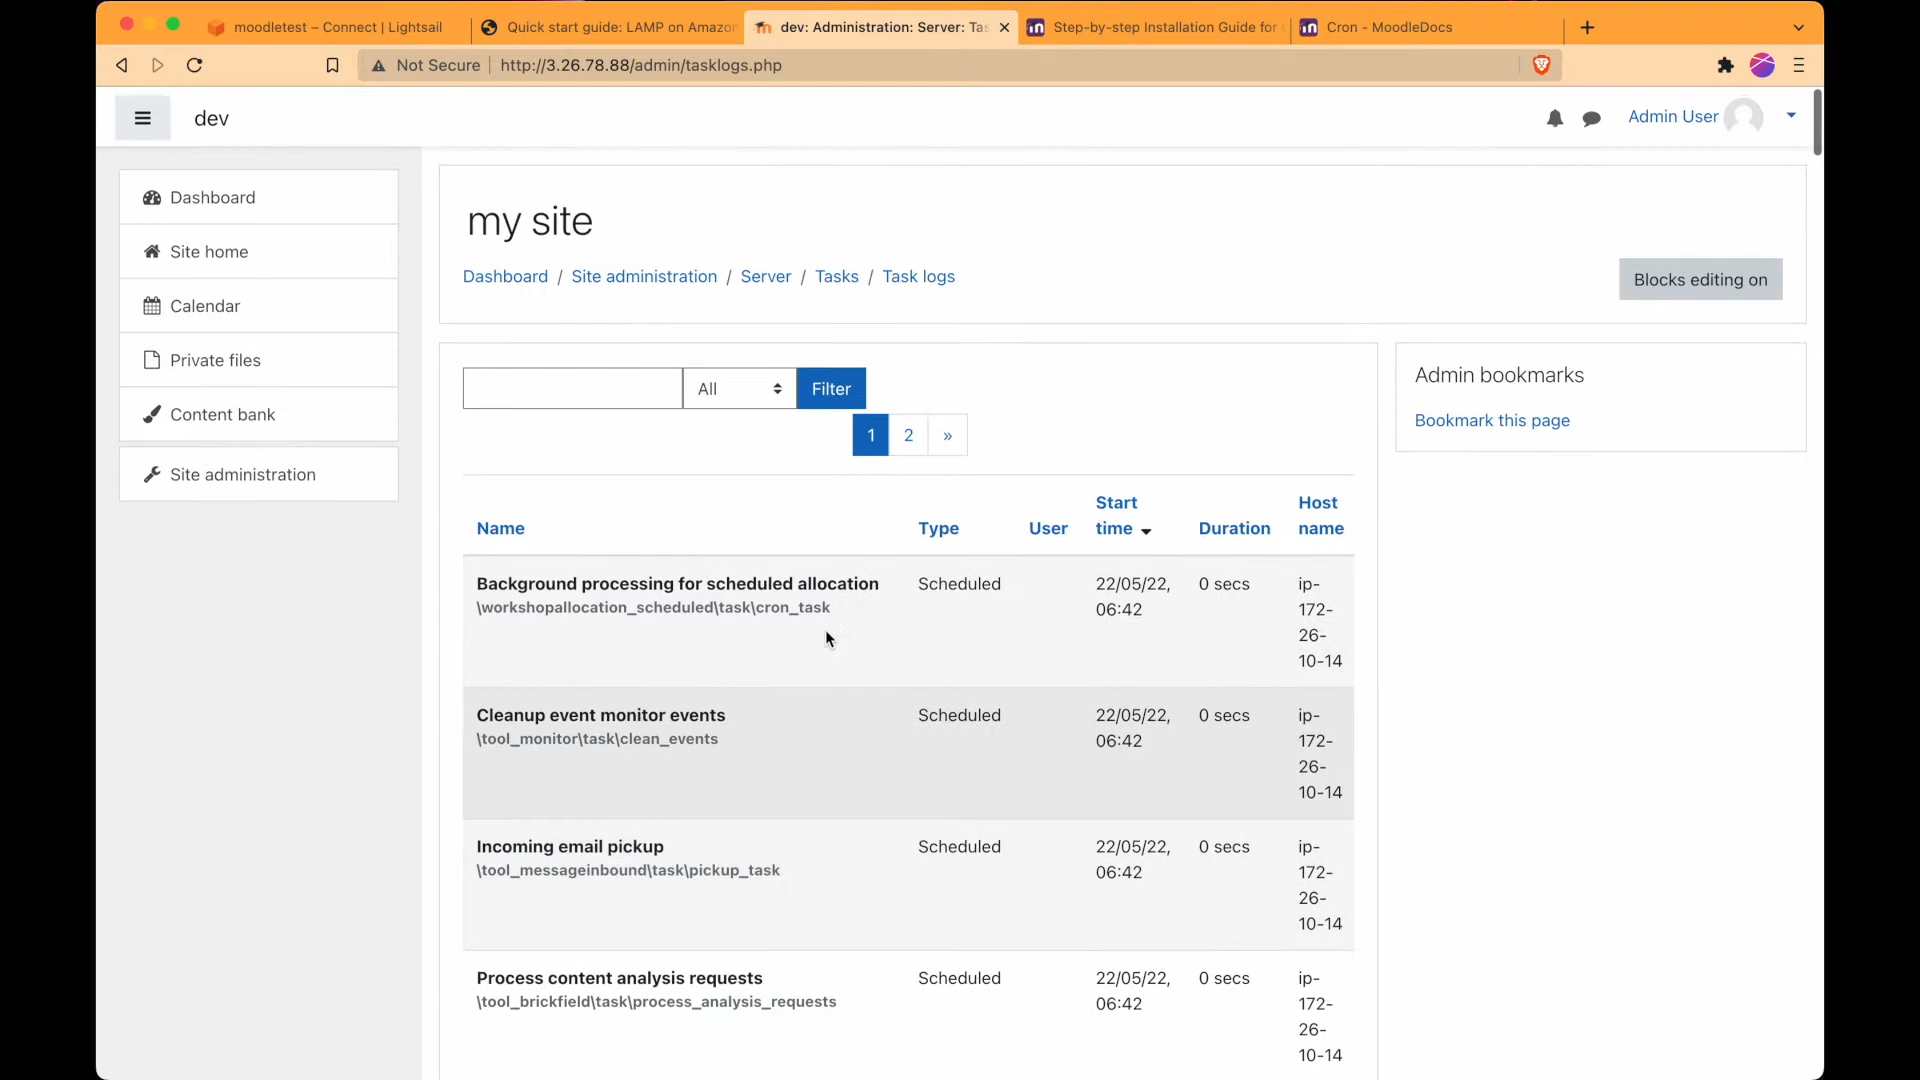 moodletest – Connect | Lightsail
Quick start guide: LAMP on Amazon
dev: Administration: Server: Tas
Step-by-step Installation Guide for
Cron - MoodleDocs
Not Secure
http://3.26.78.88/admin/tasklogs.php
dev
Admin User
Dashboard
Site home
Calendar
Private files
Content bank
Site administration
my site
Dashboard / Site administration / Server / Tasks / Task logs
Blocks editing on
All
Filter
1 2 »
Admin bookmarks
Bookmark this page
Name Type User Start time Duration Host name
Background processing for scheduled allocation Scheduled 22/05/22, 0 secs ip-
\workshopallocation_scheduled\task\cron_task 06:42 172-
26-
10-14
Cleanup event monitor events Scheduled 22/05/22, 0 secs ip-
\tool_monitor\task\clean_events 06:42 172-
26-
10-14
Incoming email pickup Scheduled 22/05/22, 0 secs ip-
\tool_messageinbound\task\pickup_task 06:42 172-
26-
10-14
Process content analysis requests Scheduled 22/05/22, 0 secs ip-
\tool_brickfield\task\process_analysis_requests 06:42 172-
26-
10-14